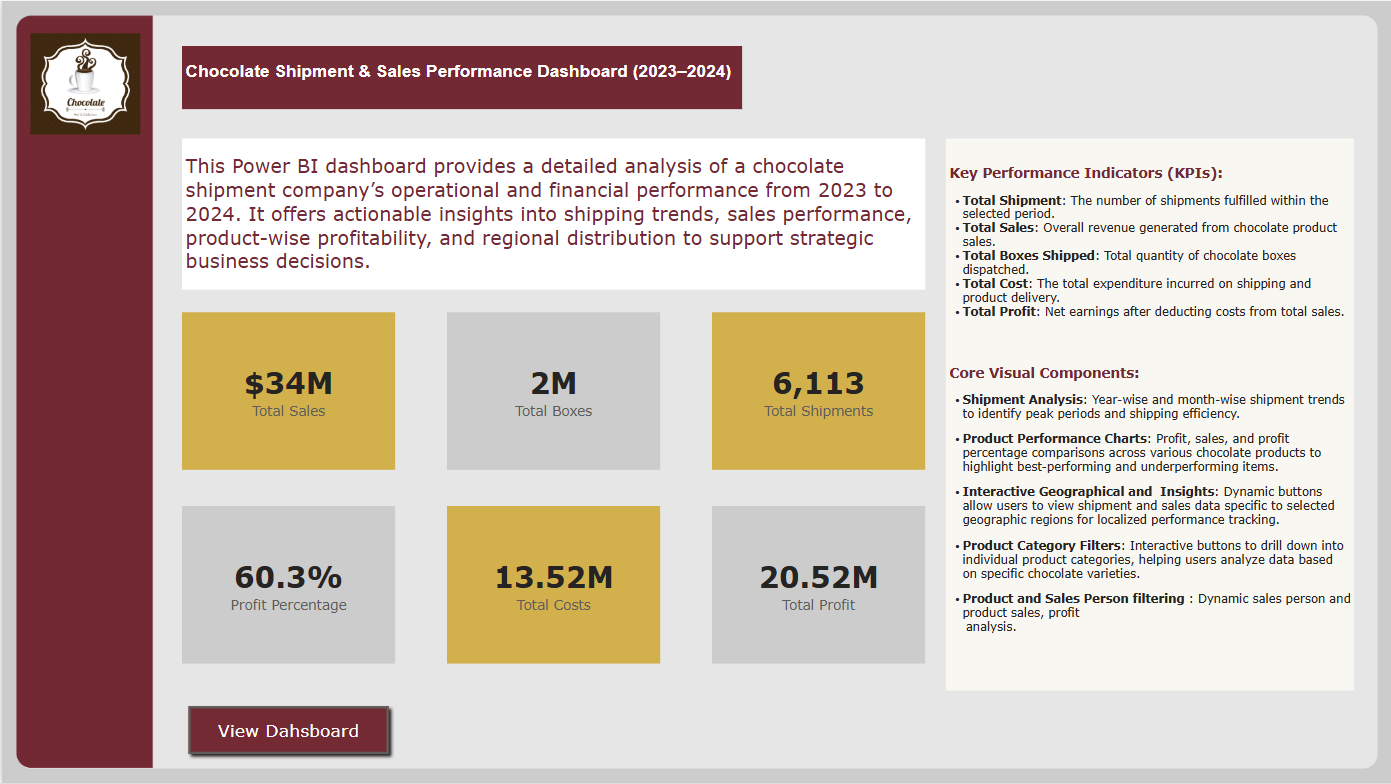 Chocolate
Chocolate Shipment & Sales Performance Dashboard (2023–2024)
This Power BI dashboard provides a detailed analysis of a chocolate
shipment company’s operational and financial performance from 2023 to
2024. It offers actionable insights into shipping trends, sales performance,
product-wise profitability, and regional distribution to support strategic
business decisions.
$34M
Total Sales
2M
Total Boxes
6,113
Total Shipments
60.3%
Profit Percentage
13.52M
Total Costs
20.52M
Total Profit
View Dahsboard
Key Performance Indicators (KPIs):
• Total Shipment: The number of shipments fulfilled within the
selected period.
• Total Sales: Overall revenue generated from chocolate product
sales.
• Total Boxes Shipped: Total quantity of chocolate boxes
dispatched.
• Total Cost: The total expenditure incurred on shipping and
product delivery.
• Total Profit: Net earnings after deducting costs from total sales.
Core Visual Components:
• Shipment Analysis: Year-wise and month-wise shipment trends
to identify peak periods and shipping efficiency.
• Product Performance Charts: Profit, sales, and profit
percentage comparisons across various chocolate products to
highlight best-performing and underperforming items.
• Interactive Geographical and  Insights: Dynamic buttons
allow users to view shipment and sales data specific to selected
geographic regions for localized performance tracking.
• Product Category Filters: Interactive buttons to drill down into
individual product categories, helping users analyze data based
on specific chocolate varieties.
• Product and Sales Person filtering : Dynamic sales person and
product sales, profit
analysis.